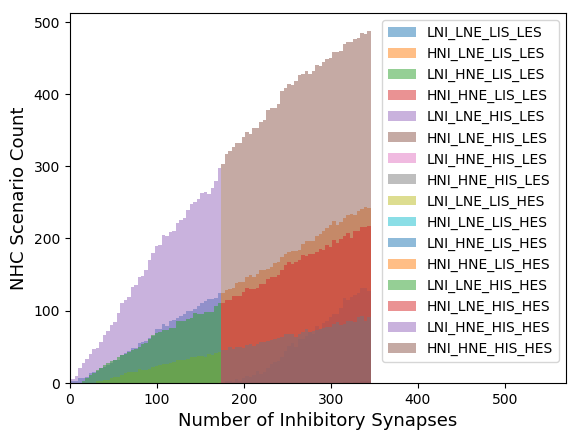 500
400
300
200
100
0
NHC Scenario Count
0 100 200 300 400 500
Number of Inhibitory Synapses
LNI_LNE_LIS_LES
HNI_LNE_LIS_LES
LNI_HNE_LIS_LES
HNI_HNE_LIS_LES
LNI_LNE_HIS_LES
HNI_LNE_HIS_LES
LNI_HNE_HIS_LES
HNI_HNE_HIS_LES
LNI_LNE_LIS_HES
HNI_LNE_LIS_HES
LNI_HNE_LIS_HES
HNI_HNE_LIS_HES
LNI_LNE_HIS_HES
HNI_LNE_HIS_HES
LNI_HNE_HIS_HES
HNI_HNE_HIS_HES